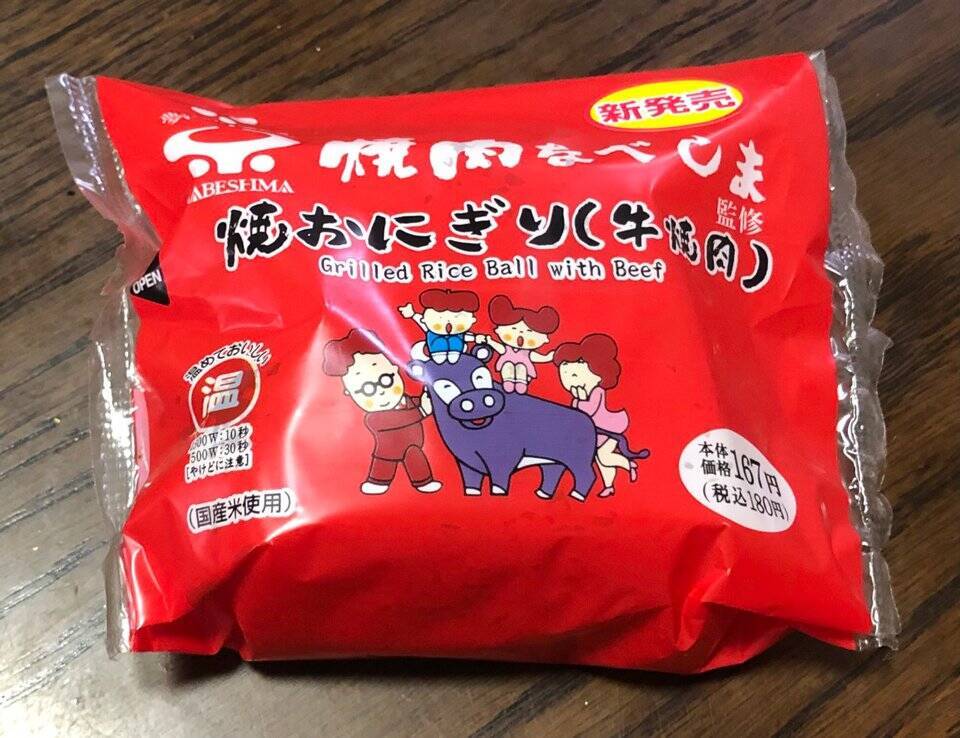 新発売
焼肉なべしま
監修
ABESHIMA
焼おにぎり(牛焼肉)
Grilled Rice Ball with Beef
OPEN
温めておいしい
温
500W:30秒
[やけどに注意]
(国産米使用)
本体
価格167円
(税込180円)